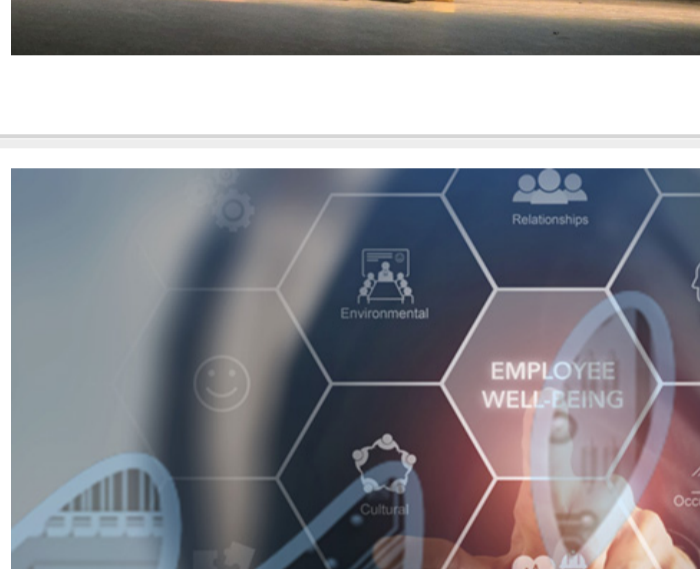 Relationships
Environmental
EMPLOYEE
WELL-BEING
Cultural